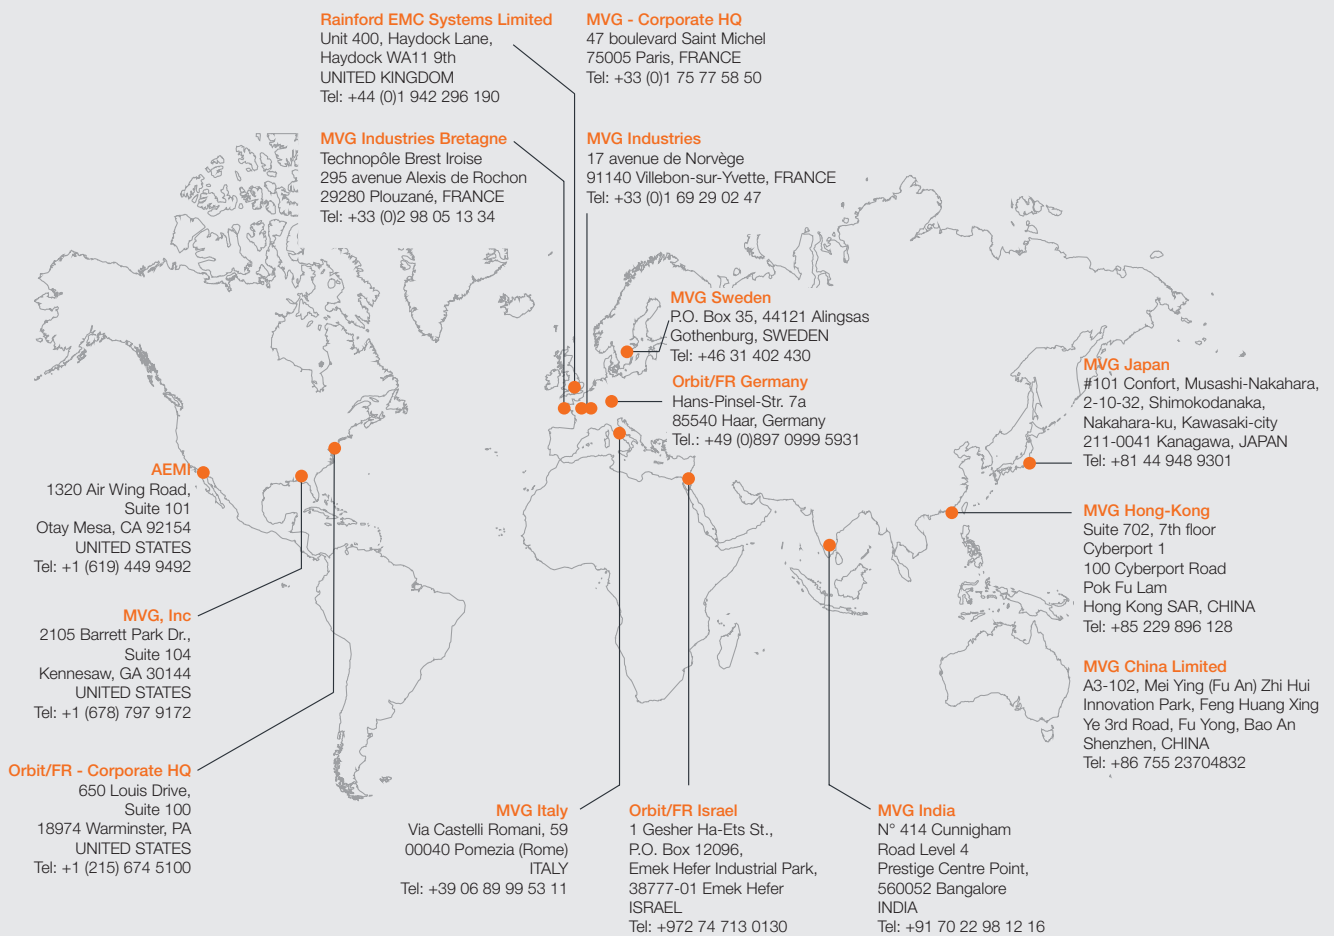 Rainford EMC Systems Limited
Unit 400, Haydock Lane,
Haydock WA11 9th
UNITED KINGDOM
Tel: +44 (0)1 942 296 190
MVG - Corporate HQ
47 boulevard Saint Michel
75005 Paris, FRANCE
Tel: +33 (0)1 75 77 58 50
MVG Industries Bretagne
Technopôle Brest Iroise
295 avenue Alexis de Rochon
29280 Plouzané, FRANCE
Tel: +33 (0)2 98 05 13 34
MVG Industries
17 avenue de Norvège
91140 Villebon-sur-Yvette, FRANCE
Tel: +33 (0)1 69 29 02 47
MVG Sweden
P.O. Box 35, 44121 Alingsas
Gothenburg, SWEDEN
Tel: +46 31 402 430
Orbit/FR Germany
Hans-Pinsel-Str. 7a
85540 Haar, Germany
Tel.: +49 (0)897 0999 5931
MVG Japan
#101 Confort, Musashi-Nakahara,
2-10-32, Shimokodanaka,
Nakahara-ku, Kawasaki-city
211-0041 Kanagawa, JAPAN
Tel: +81 44 948 9301
AEMI
1320 Air Wing Road,
Suite 101
Otay Mesa, CA 92154
UNITED STATES
Tel: +1 (619) 449 9492
MVG Hong-Kong
Suite 702, 7th floor
Cyberport 1
100 Cyberport Road
Pok Fu Lam
Hong Kong SAR, CHINA
Tel: +85 229 896 128
MVG, Inc
2105 Barrett Park Dr.,
Suite 104
Kennesaw, GA 30144
UNITED STATES
Tel: +1 (678) 797 9172
MVG China Limited
A3-102, Mei Ying (Fu An) Zhi Hui
Innovation Park, Feng Huang Xing
Ye 3rd Road, Fu Yong, Bao An
Shenzhen, CHINA
Tel: +86 755 23704832
Orbit/FR - Corporate HQ
650 Louis Drive,
Suite 100
18974 Warminster, PA
UNITED STATES
Tel: +1 (215) 674 5100
MVG Italy
Via Castelli Romani, 59
00040 Pomezia (Rome)
ITALY
Tel: +39 06 89 99 53 11
Orbit/FR Israel
1 Gesher Ha-Ets St.,
P.O. Box 12096,
Emek Hefer Industrial Park,
38777-01 Emek Hefer
ISRAEL
Tel: +972 74 713 0130
MVG India
N° 414 Cunnigham
Road Level 4
Prestige Centre Point,
560052 Bangalore
INDIA
Tel: +91 70 22 98 12 16